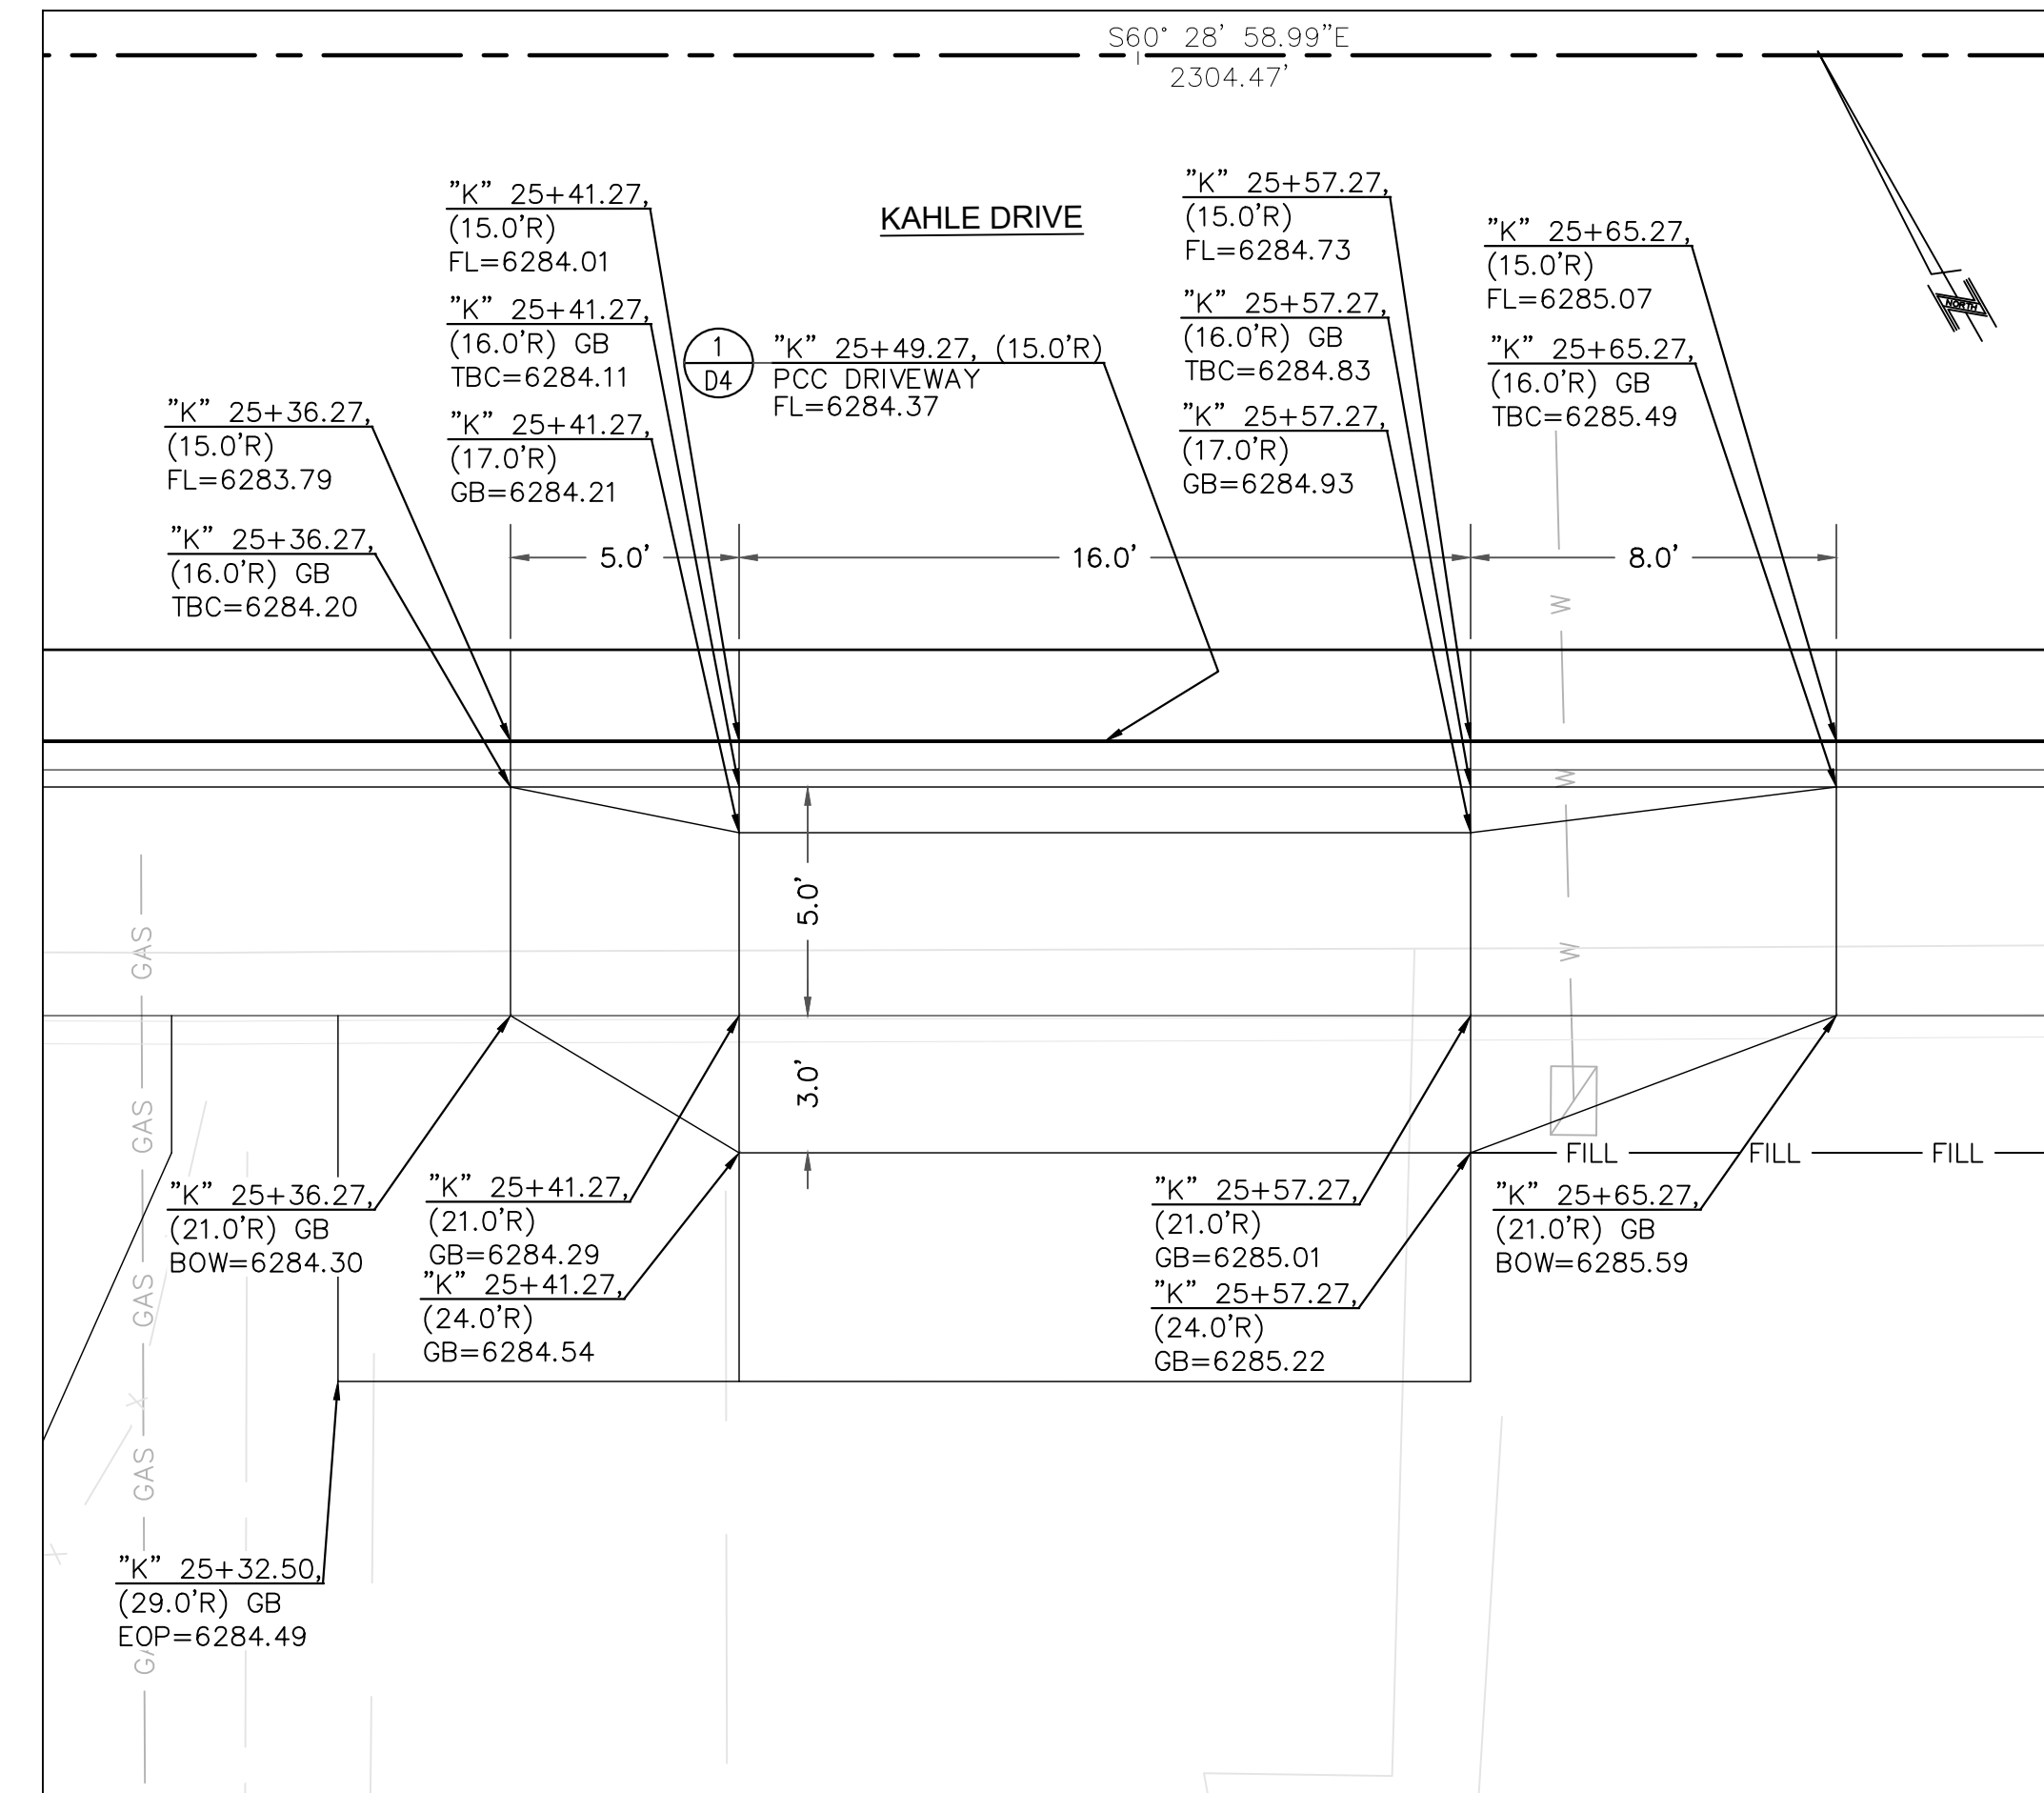 S60° 28' 58.99"E
2304.47'
NORTH
"K" 25+41.27,
(15.0'R)
FL=6284.01
KAHLE DRIVE
"K" 25+57.27,
(15.0'R)
FL=6284.73
"K" 25+65.27,
(15.0'R)
FL=6285.07
"K" 25+41.27,
(16.0'R) GB
TBC=6284.11
1
D4
"K" 25+49.27, (15.0'R)
PCC DRIVEWAY
FL=6284.37
"K" 25+57.27,
(16.0'R) GB
TBC=6284.83
"K" 25+65.27,
(16.0'R) GB
TBC=6285.49
"K" 25+36.27,
(15.0'R)
FL=6283.79
"K" 25+41.27,
(17.0'R)
GB=6284.21
"K" 25+57.27,
(17.0'R)
GB=6284.93
"K" 25+36.27,
(16.0'R) GB
TBC=6284.20
5.0'
16.0'
8.0'
W
W
W
5.0'
3.0'
GAS
GAS
GAS
GAS
GAS
X
X
FILL
FILL
FILL
"K" 25+36.27,
(21.0'R) GB
BOW=6284.30
"K" 25+41.27,
(21.0'R)
GB=6284.29
"K" 25+41.27,
(24.0'R)
GB=6284.54
"K" 25+57.27,
(21.0'R)
GB=6285.01
"K" 25+57.27,
(24.0'R)
GB=6285.22
"K" 25+65.27,
(21.0'R) GB
BOW=6285.59
"K" 25+32.50,
(29.0'R) GB
EOP=6284.49